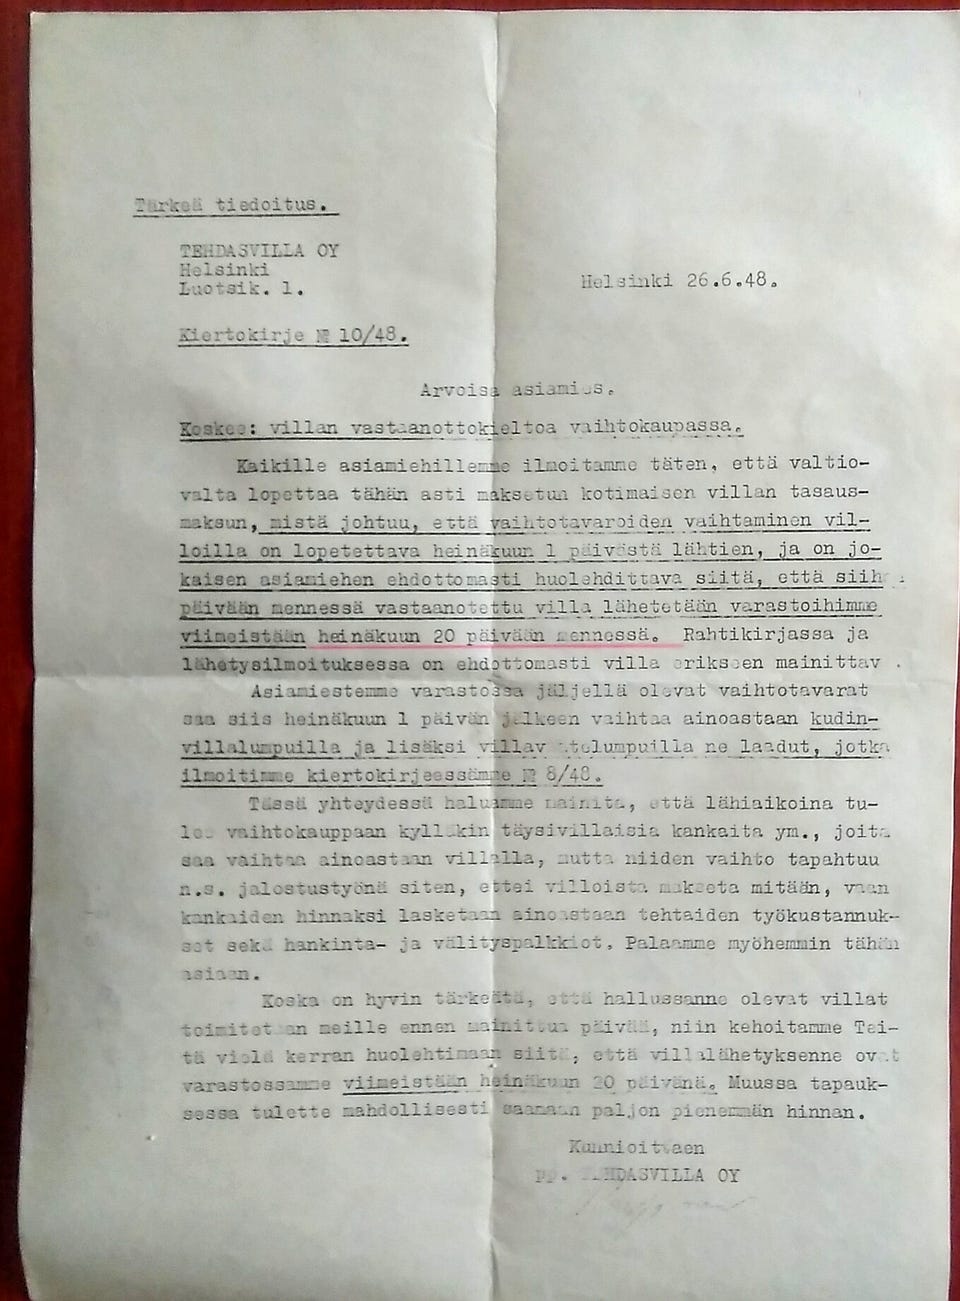 Tärkeä tiedoitus.
TEHDASVILLA OY
Helsinki
Luotsik. 1.
Helsinki 26.6.48.
Kiertokirje № 10/48.
Arvoisa asiamies.
Koskee: villan vastaanottokieltoa vaihtokaupassa.
Kaikille asiamiehillemme ilmoitamme täten, että valtio-
valta lopettaa tähän asti maksetun kotimaisen villan tasaus-
maksun, mistä johtuu, että vaihtotavaroiden vaihtaminen vil-
loilla on lopetettava heinäkuun 1 päivästä lähtien, ja on jo-
kaisen asiamiehen ehdottomasti huolehdittava siitä, että siih
päivään mennessä vastaanotettu villa lähetetään varastoihimme
viimeistään heinäkuun 20 päivään mennessä. Rahtikirjassa ja
lähetysilmoituksessa on ehdottomasti villa erikseen mainittav .
Asiamiestemme varastossa jäljellä olevat vaihtotavarat
saa siis heinäkuun 1 päivän jälkeen vaihtaa ainoastaan kudin-
villalumpuilla ja lisäksi villavaatelumpuilla ne laadut, jotka
ilmoitimme kiertokirjeessämme № 8/48.
Tässä yhteydessä haluamme mainita, että lähiaikoina tu-
lee vaihtokauppaan kylläkin täysivillaisia kankaita ym., joita
saa vaihtaa ainoastaan villalla, mutta niiden vaihto tapahtuu
n.s. jalostustyönä siten, ettei villoista makseta mitään, vaan
kankaiden hinnaksi lasketaan ainoastaan tehtaiden työkustannuk-
set sekä hankinta- ja välityspalkkiot. Palaamme myöhemmin tähän
asiaan.
Koska on hyvin tärkeätä, että hallussanne olevat villat
toimitetaan meille ennen mainittua päivää, niin kehoitamme Tei-
tä vielä kerran huolehtimaan siitä, että villalähetyksenne ovat
varastossamme viimeistään heinäkuun 20 päivänä. Muussa tapauk-
sessa tulette mahdollisesti saamaan paljon pienemmän hinnan.
Kunnioittaen
TEHDASVILLA OY